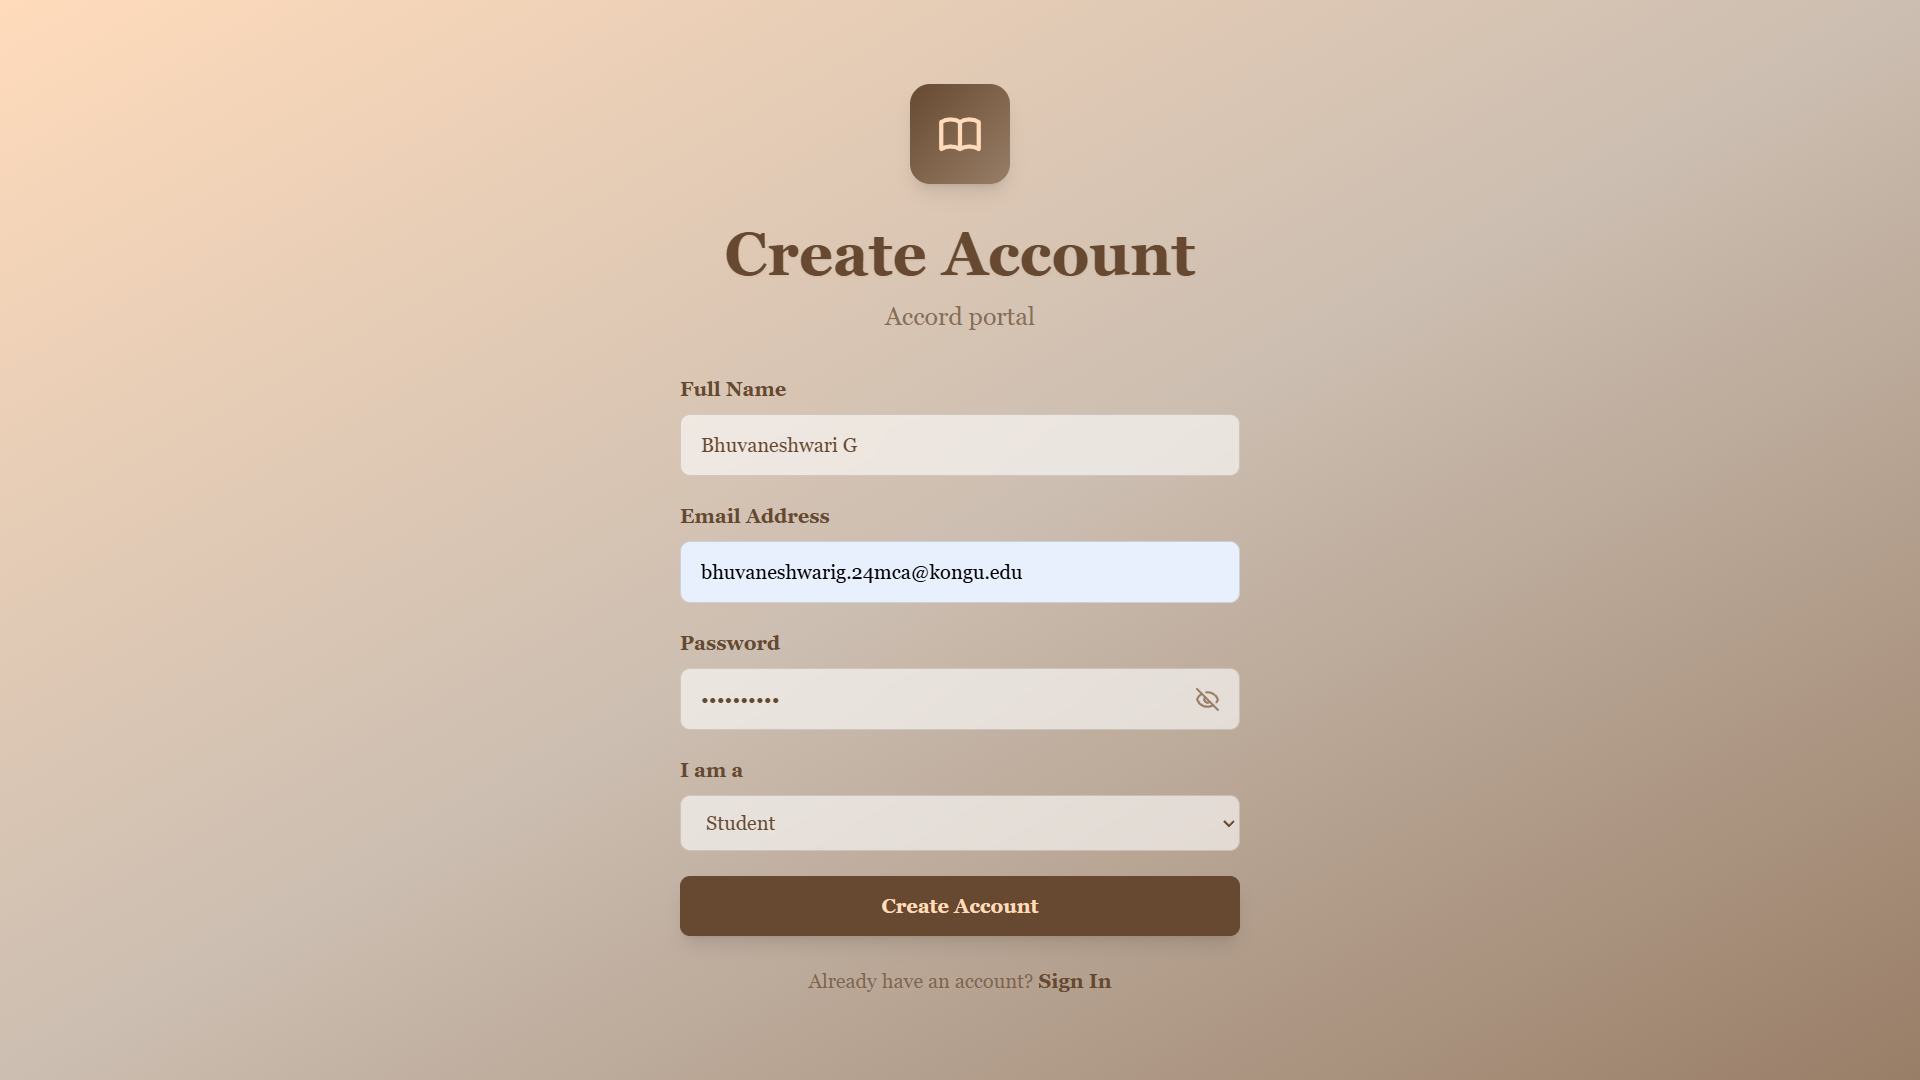 Create Account
Accord portal
Full Name
Bhuvaneshwari G
Email Address
bhuvaneshwarig.24mca@kongu.edu
Password
••••••••••
I am a
Student
Create Account
Already have an account? Sign In